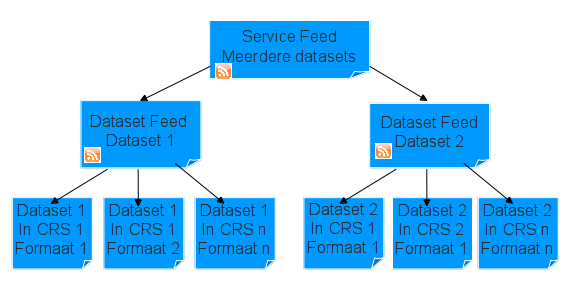 Service Feed
Meerdere datasets
Dataset Feed
Dataset 1
Dataset Feed
Dataset 2
Dataset 1
In CRS 1
Formaat 1
Dataset 1
In CRS 1
Formaat 2
Dataset 1
In CRS n
Formaat n
Dataset 2
In CRS 1
Formaat 1
Dataset 2
In CRS 2
Formaat 1
Dataset 2
In CRS n
Formaat n